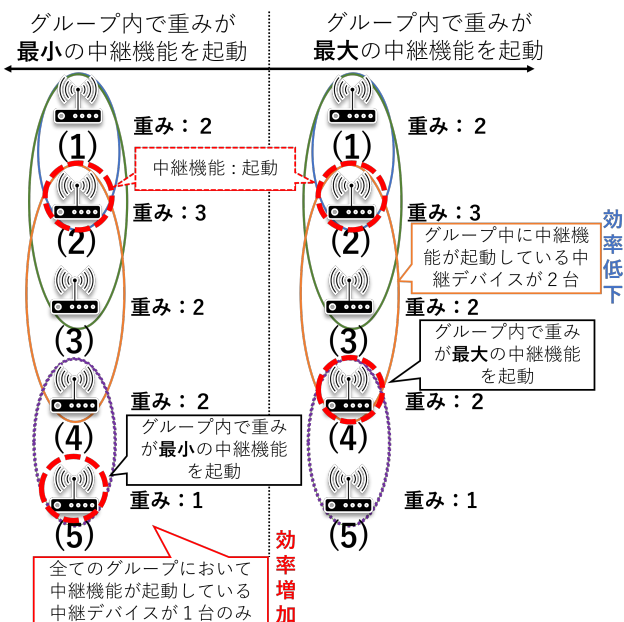 グループ内で重みが
最小の中継機能を起動
グループ内で重みが
最大の中継機能を起動
(1)
重み：2
中継機能：起動
(2)
重み：3
(3)
重み：2
(4)
重み：2
グループ内で重み
が最小の中継機能
を起動
(5)
重み：1
全てのグループにおいて
中継機能が起動している
中継デバイスが１台のみ
効率増加
(1)
重み：2
(2)
重み：3
グループ中に中継機
能が起動している中
継デバイスが２台
効率低下
(3)
重み：2
グループ内で重み
が最大の中継機能
を起動
(4)
重み：2
(5)
重み：1